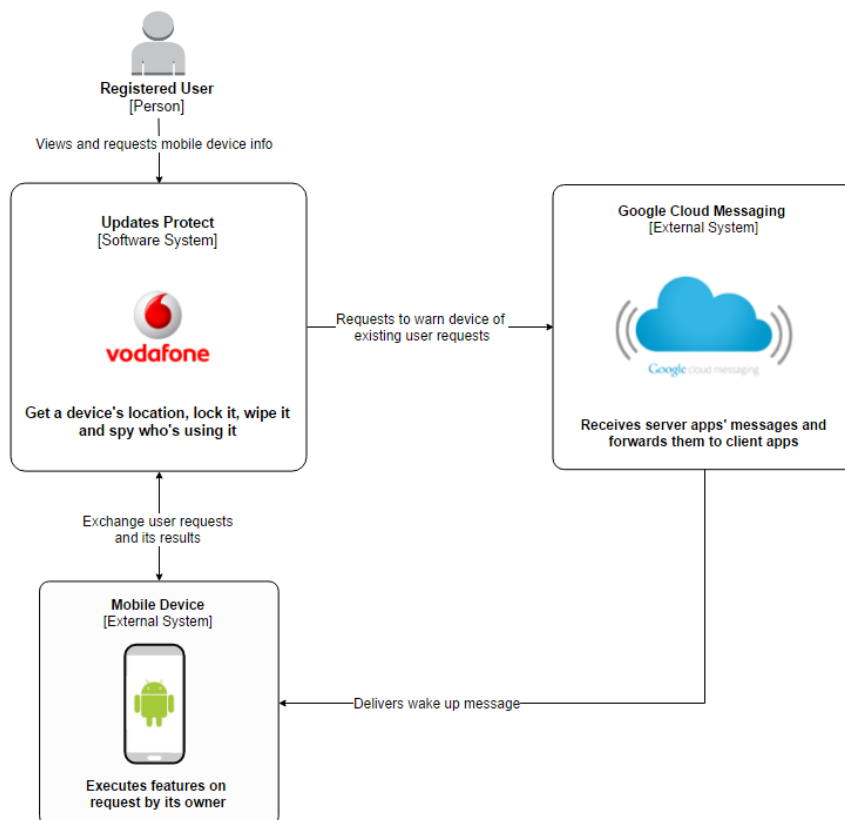 Registered User
[Person]
Views and requests mobile device info
Updates Protect
[Software System]
vodafone
Get a device's location, lock it, wipe it
and spy who's using it
Requests to warn device of
existing user requests
Google Cloud Messaging
[External System]
Google cloud messaging
Receives server apps' messages and
forwards them to client apps
Exchange user requests
and its results
Mobile Device
[External System]
Executes features on
request by its owner
Delivers wake up message